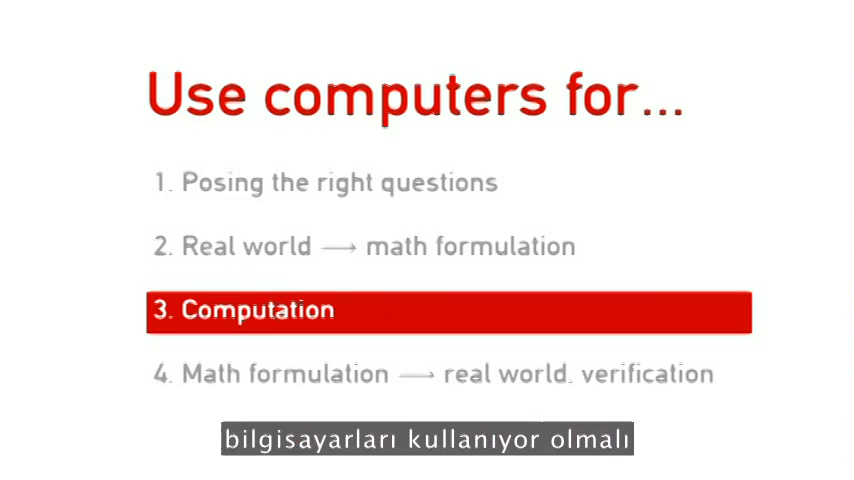 Use computers for...
1. Posing the right questions
2. Real world → math formulation
3. Computation
4. Math formulation → real world, verification
bilgisayarları kullanıyor olmalı